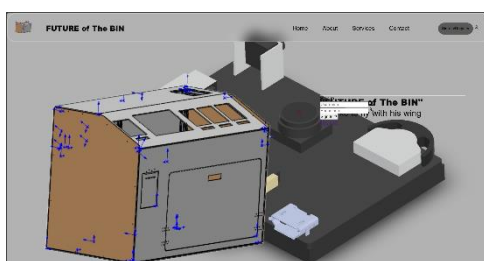 FUTURE of The BIN
Home About Services Contact
FUTURE of The BIN"
with his wing